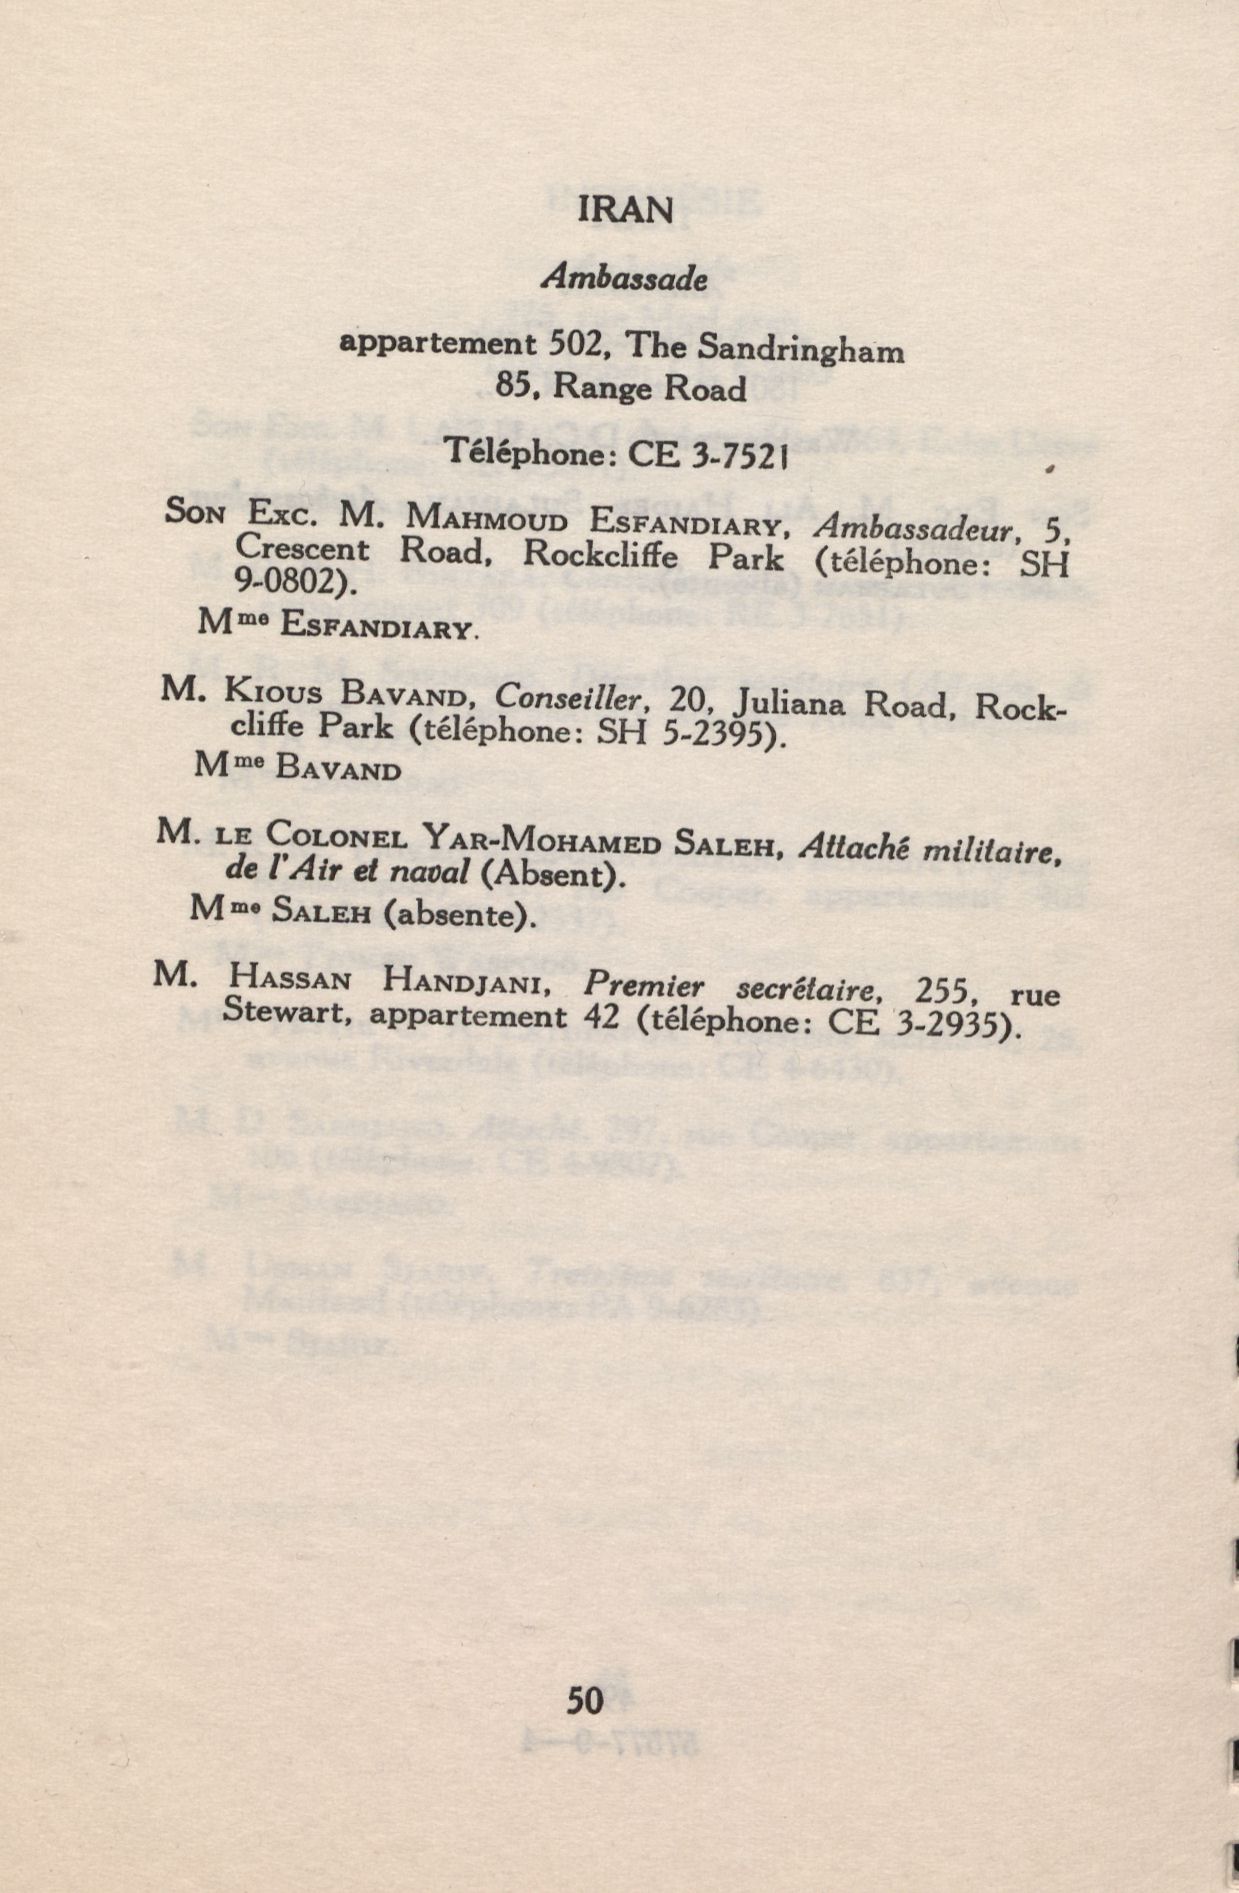 IRAN
Ambassade
appartement 502, The Sandringham
85, Range Road
Téléphone: CE 3-7521
Son Exc. M. Mahmoud Esfandiary, Ambassadeur, 5,
Crescent Road, Rockcliffe Park (téléphone: SH
9-0802).
Mme Esfandiary.
M. Kious Bavand, Conseiller, 20, Juliana Road, Rock-
cliffe Park (téléphone: SH 5-2395).
Mme Bavand
M. le Colonel Yar-Mohamed Saleh, Attaché militaire,
de l'Air et naval (Absent).
Mme Saleh (absente).
M. Hassan Handjani, Premier secrétaire, 255, rue
Stewart, appartement 42 (téléphone: CE 3-2935).
50